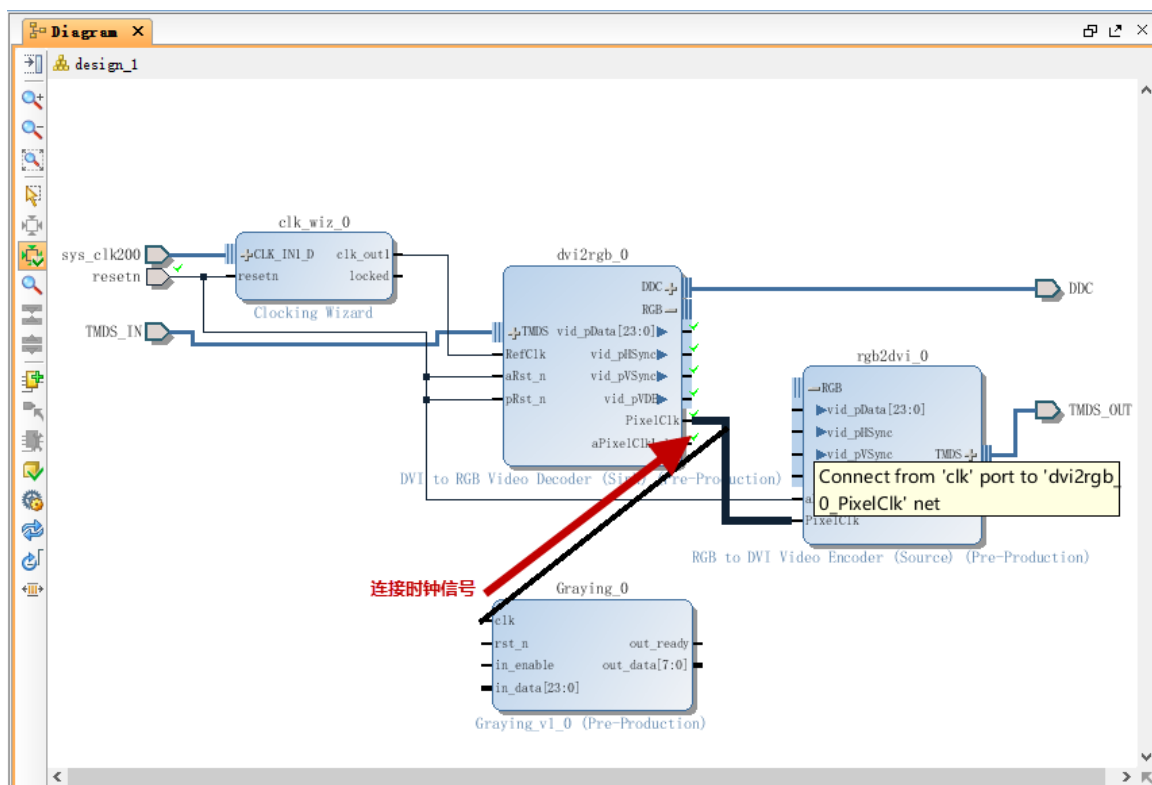 Diagram
design_1
clk_wiz_0
sys_clk200
CLK_IN1_D
clk_out1
resetn
resetn
locked
Clocking Wizard
dvi2rgb_0
DDC
DDC
RGB
TMDS_IN
TMDS
vid_pData[23:0]
RefClk
vid_pHSync
aRst_n
vid_pVSync
pRst_n
vid_pVDE
PixelClk
DVI to RGB Video Decoder (Sink) (Pre-Production)
rgb2dvi_0
RGB
vid_pData[23:0]
vid_pHSync
vid_pVSync
TMDS
TMDS_OUT
Connect from 'clk' port to 'dvi2rgb_
0_PixelClk' net
PixelClk
RGB to DVI Video Encoder (Source) (Pre-Production)
连接时钟信号
Graying_0
clk
rst_n
out_ready
in_enable
out_data[7:0]
in_data[23:0]
Graying_v1_0 (Pre-Production)